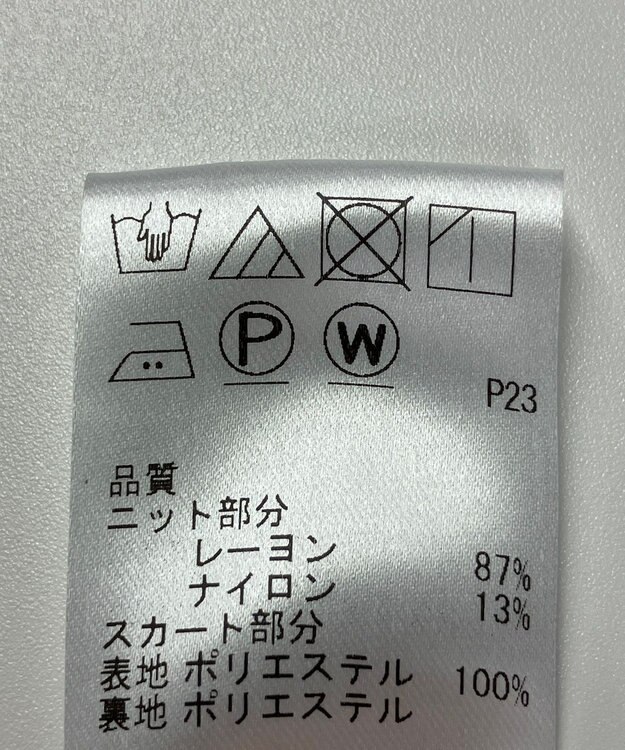 P W
P23
品質
ニット部分
レーヨン 87%
ナイロン 13%
スカート部分
表地 ポリエステル 100%
裏地 ポリエステル